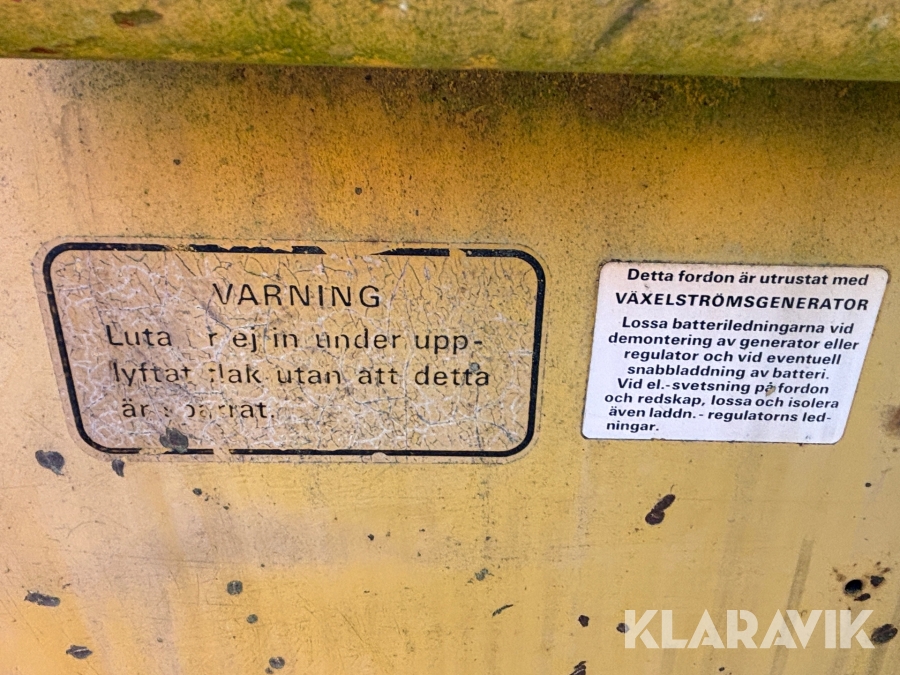 VARNING
Luta er ej in under upp-
lyftat flak utan att detta
är spärrat.
Detta fordon är utrustat med
VÄXELSTRÖMSGENERATOR
Lossa batteriledningarna vid
demontering av generator eller
regulator och vid eventuell
snabbladdning av batteri.
Vid el.-svetsning på fordon
och redskap, lossa och isolera
även laddn.- regulatorns led-
ningar.
KLARAVIK